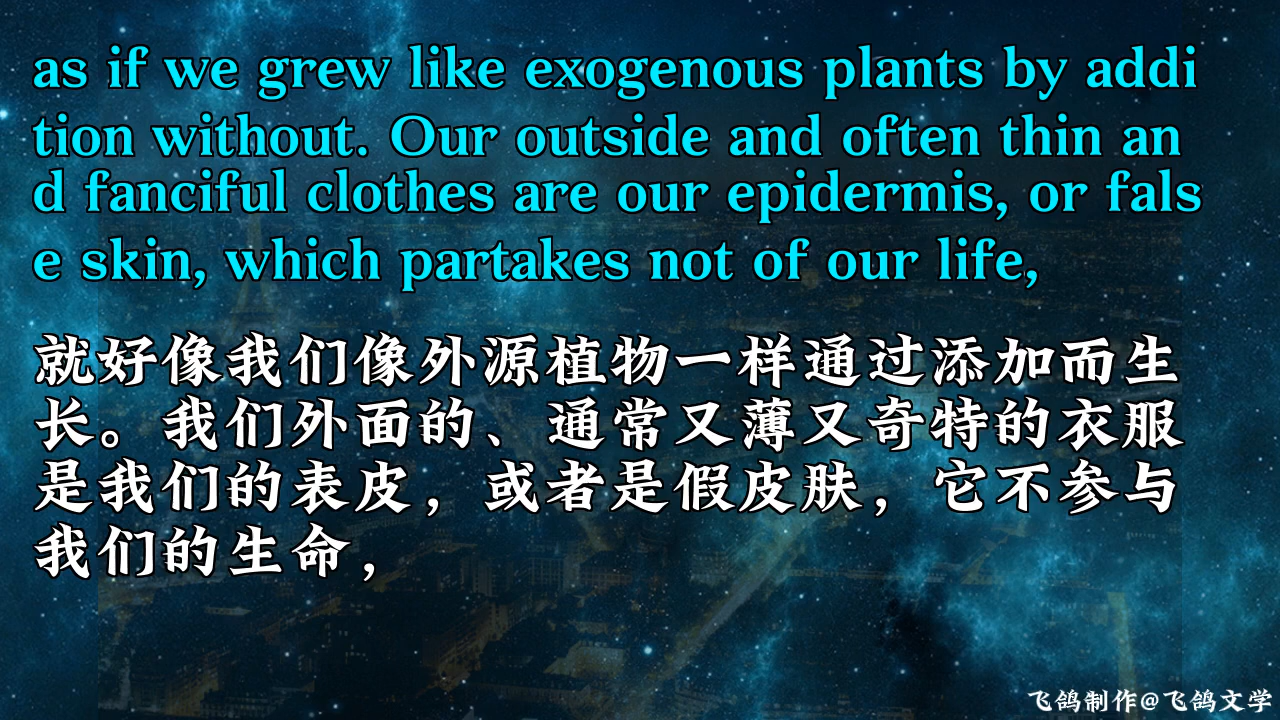 as if we grew like exogenous plants by addi
tion without. Our outside and often thin an
d fanciful clothes are our epidermis, or fals
e skin, which partakes not of our life,
就好像我们像外源植物一样通过添加而生
长。我们外面的、通常又薄又奇特的衣服
是我们的表皮，或者是假皮肤，它不参与
我们的生命，
飞鸽制作@飞鸽文学